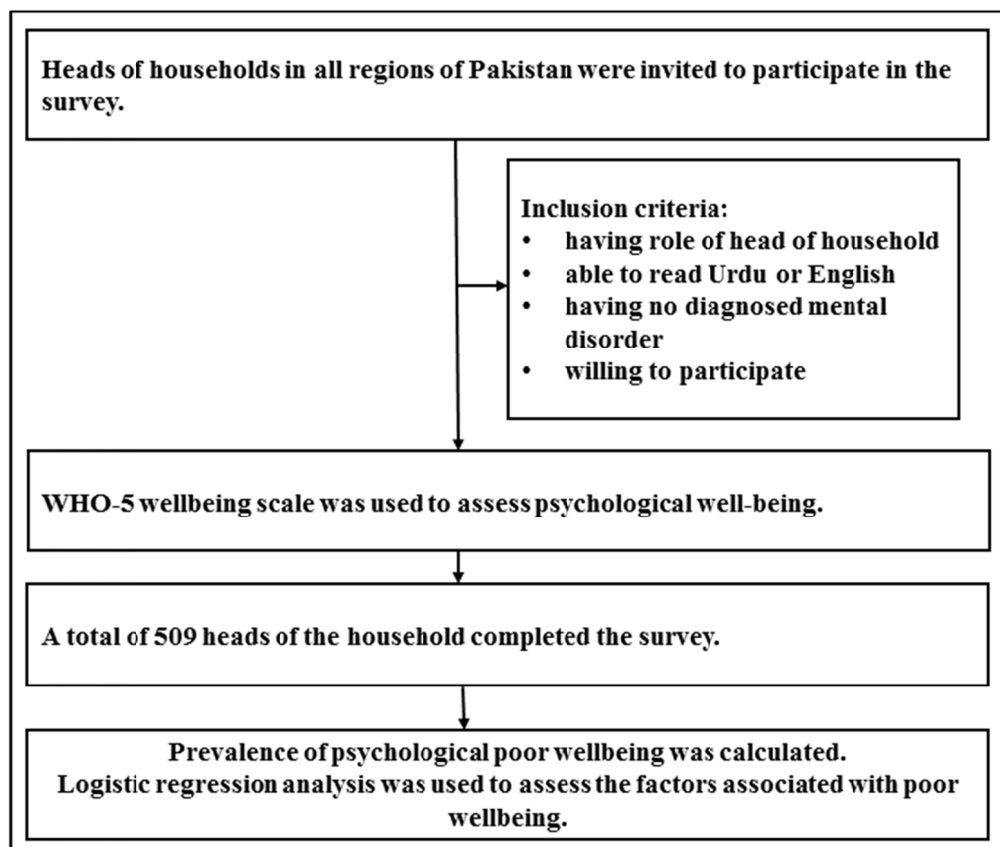 Heads of households in all regions of Pakistan were invited to participate in the
survey.
Inclusion criteria:
• having role of head of household
• able to read Urdu or English
• having no diagnosed mental
disorder
• willing to participate
WHO-5 wellbeing scale was used to assess psychological well-being.
A total of 509 heads of the household completed the survey.
Prevalence of psychological poor wellbeing was calculated.
Logistic regression analysis was used to assess the factors associated with poor
wellbeing.